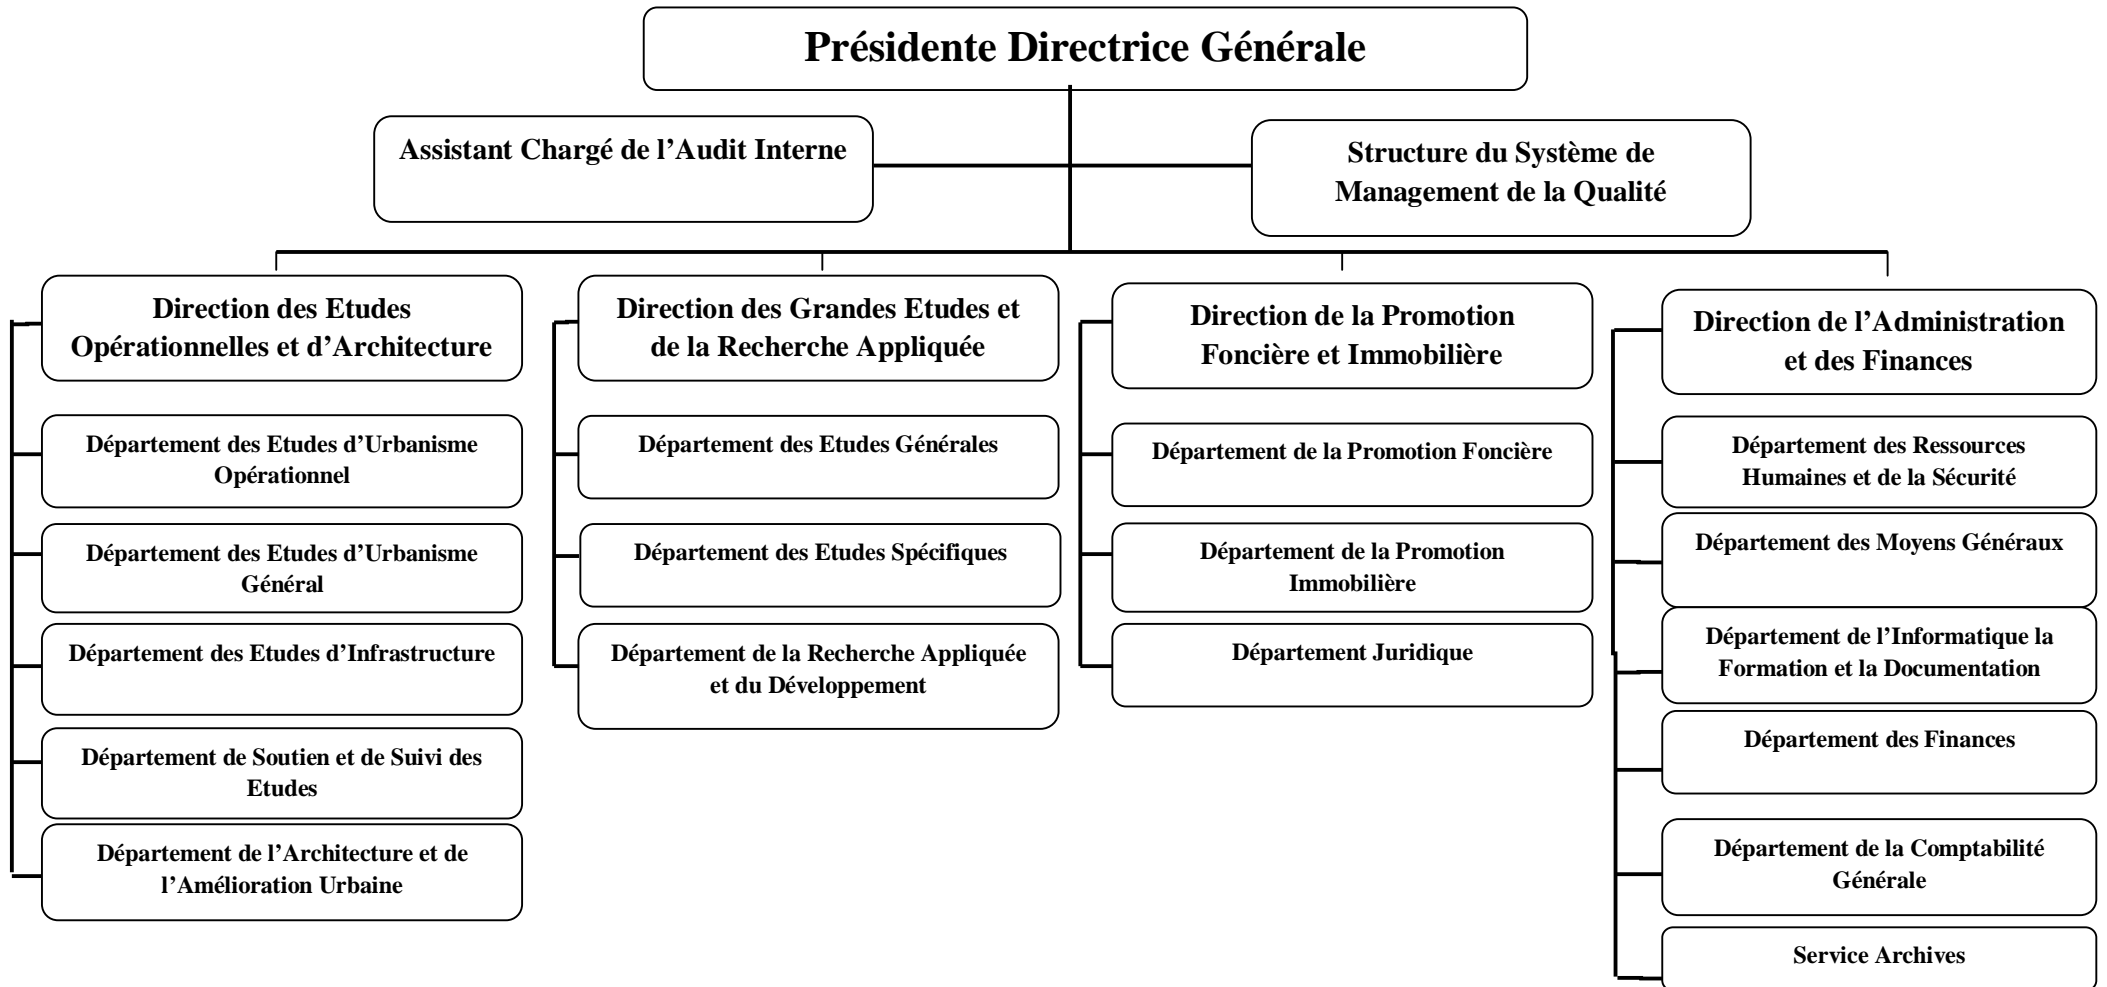 Présidente Directrice Générale
Assistant Chargé de l’Audit Interne
Structure du Système de
Management de la Qualité
Direction des Etudes
Opérationnelles et d’Architecture
Département des Etudes d’Urbanisme
Opérationnel
Département des Etudes d’Urbanisme
Général
Département des Etudes d’Infrastructure
Département de Soutien et de Suivi des
Etudes
Département de l’Architecture et de
l’Amélioration Urbaine
Direction des Grandes Etudes et
de la Recherche Appliquée
Département des Etudes Générales
Département des Etudes Spécifiques
Département de la Recherche Appliquée
et du Développement
Direction de la Promotion
Foncière et Immobilière
Département de la Promotion Foncière
Département de la Promotion
Immobilière
Département Juridique
Direction de l’Administration
et des Finances
Département des Ressources
Humaines et de la Sécurité
Département des Moyens Généraux
Département de l’Informatique la
Formation et la Documentation
Département des Finances
Département de la Comptabilité
Générale
Service Archives